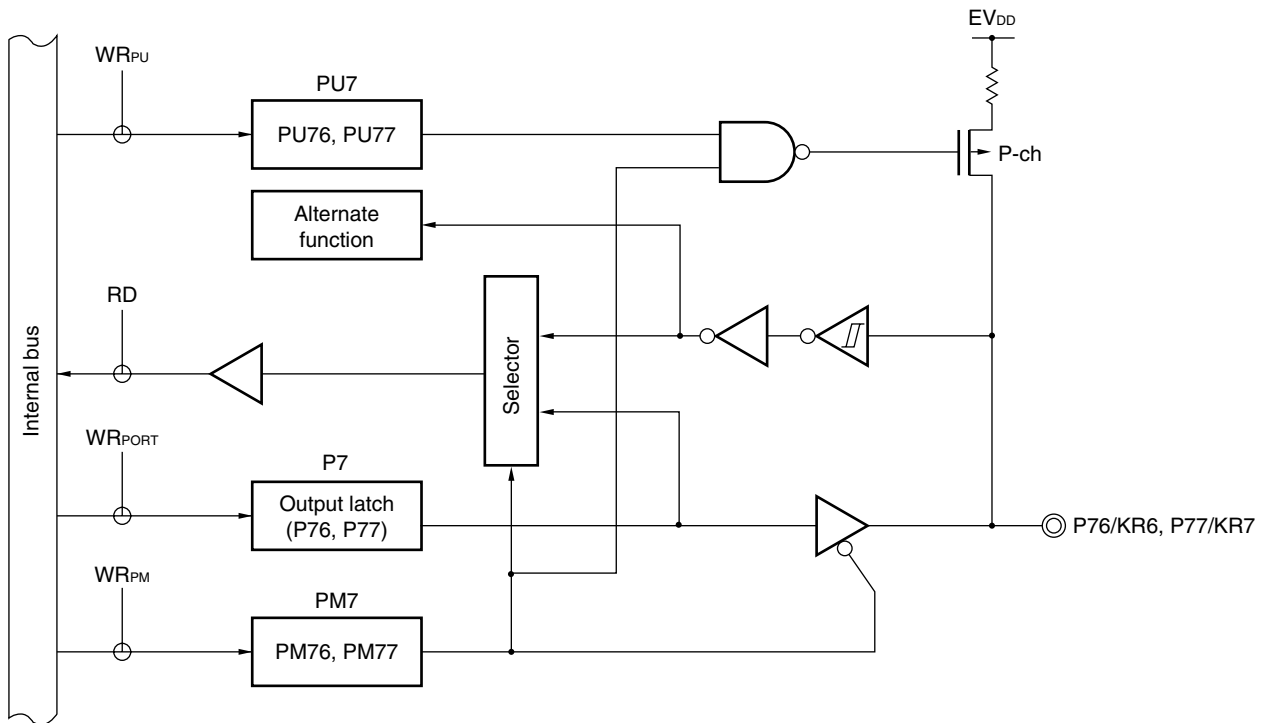 EVDD
WRPU
PU7
PU76, PU77
P-ch
Alternate
function
RD
Internal bus
Selector
WRPORT
P7
Output latch
(P76, P77)
P76/KR6, P77/KR7
WRPM
PM7
PM76, PM77